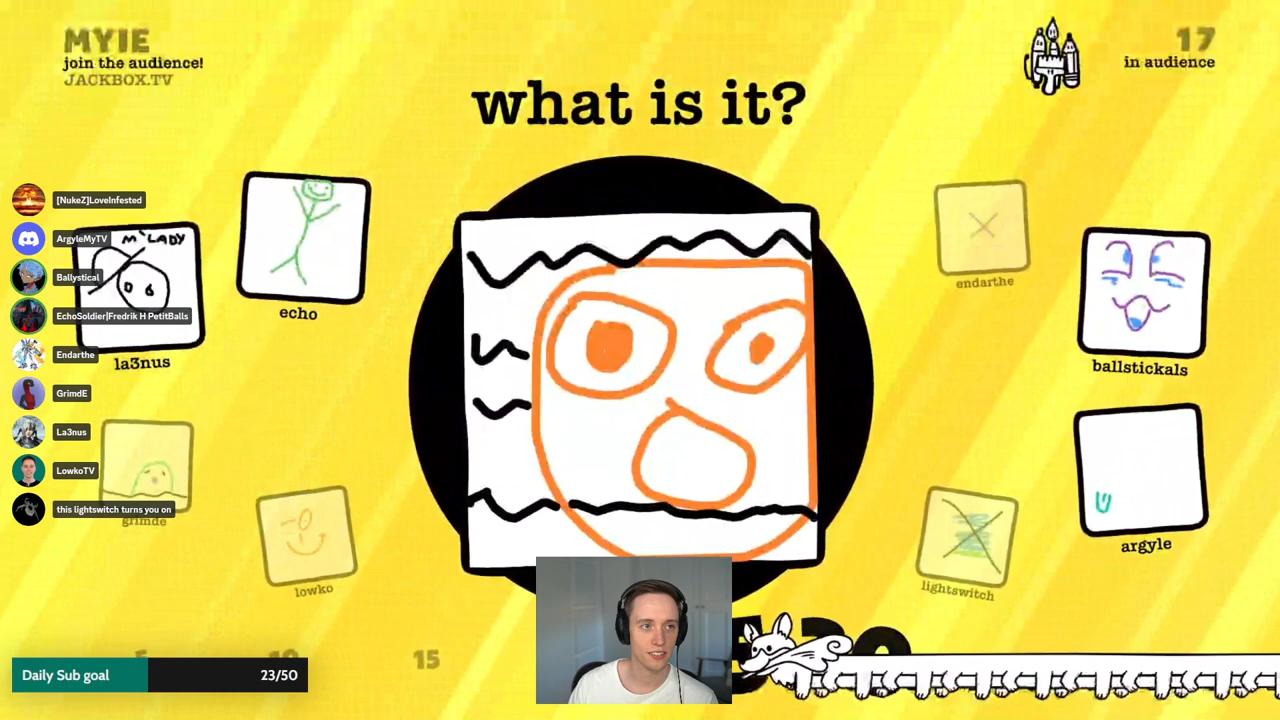 MYIE
join the audience!
JACKBOX.TV
17
in audience
what is it?
[NukeZ]LoveInfested
ArgyleMyTV
M'LADY
Ballystical
EchoSoldier|Fredrik H PetitBalls
echo
endarthe
Endarthe
la3nus
ballstickals
GrimdE
La3nus
LowkoTV
this lightswitch turns you on
grimde
argyle
lowko
lightswitch
15
Daily Sub goal
23/50